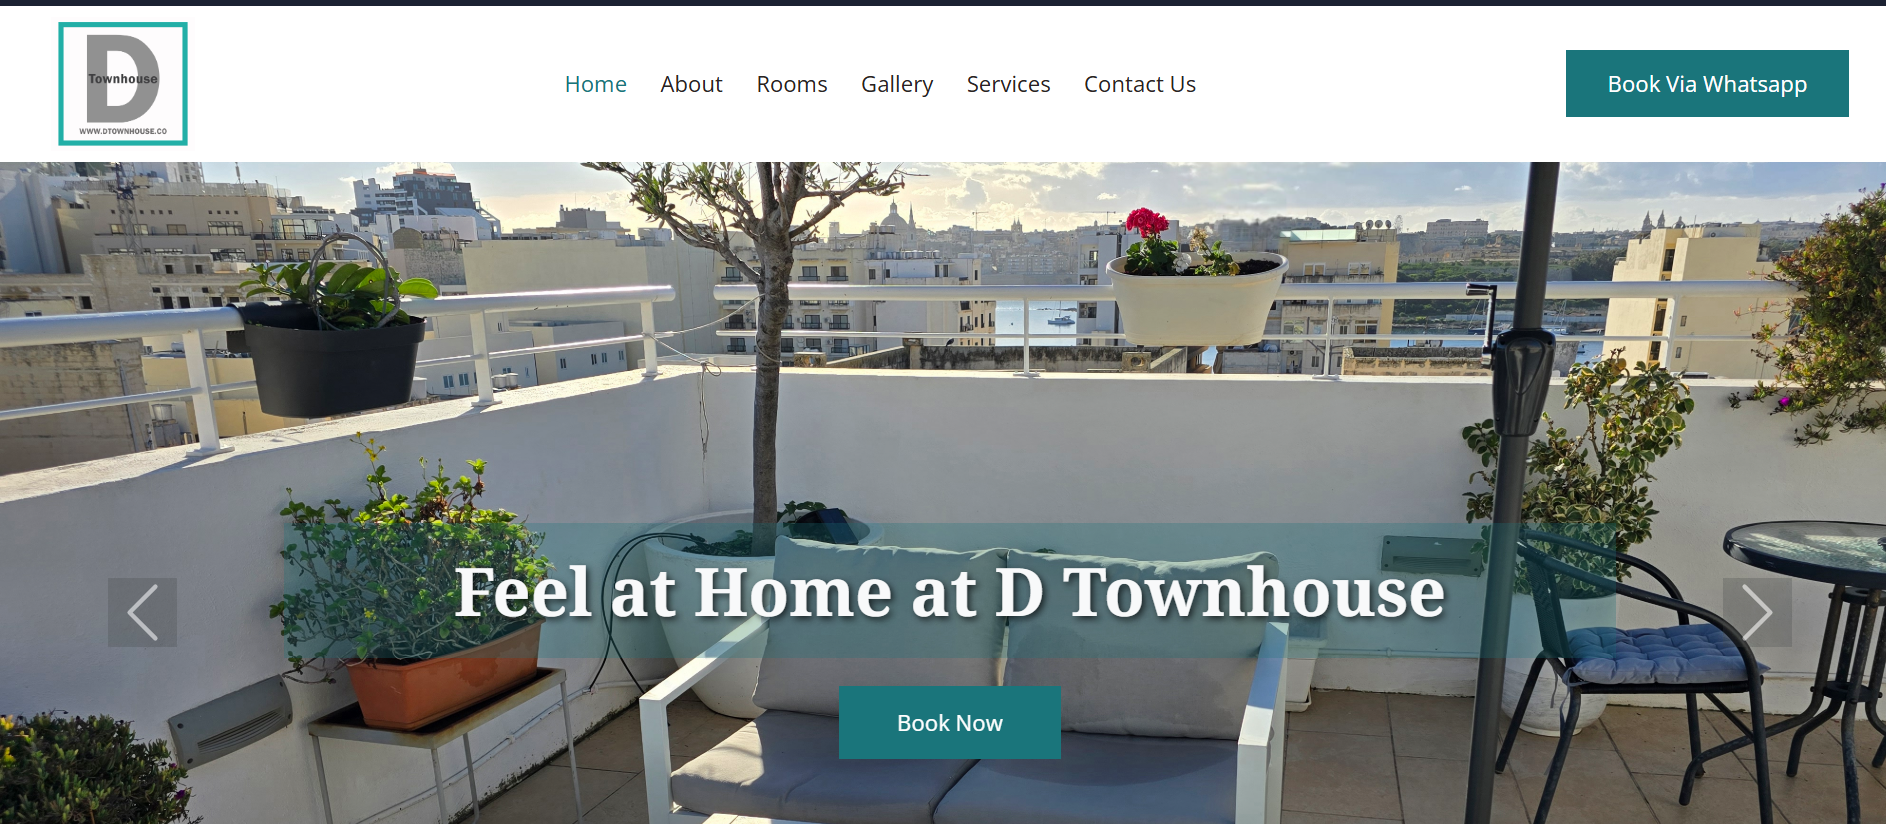 D
Townhouse
WWW.DTOWNHOUSE.CO
Home
About
Rooms
Gallery
Services
Contact Us
Book Via Whatsapp
Feel at Home at D Townhouse
Book Now